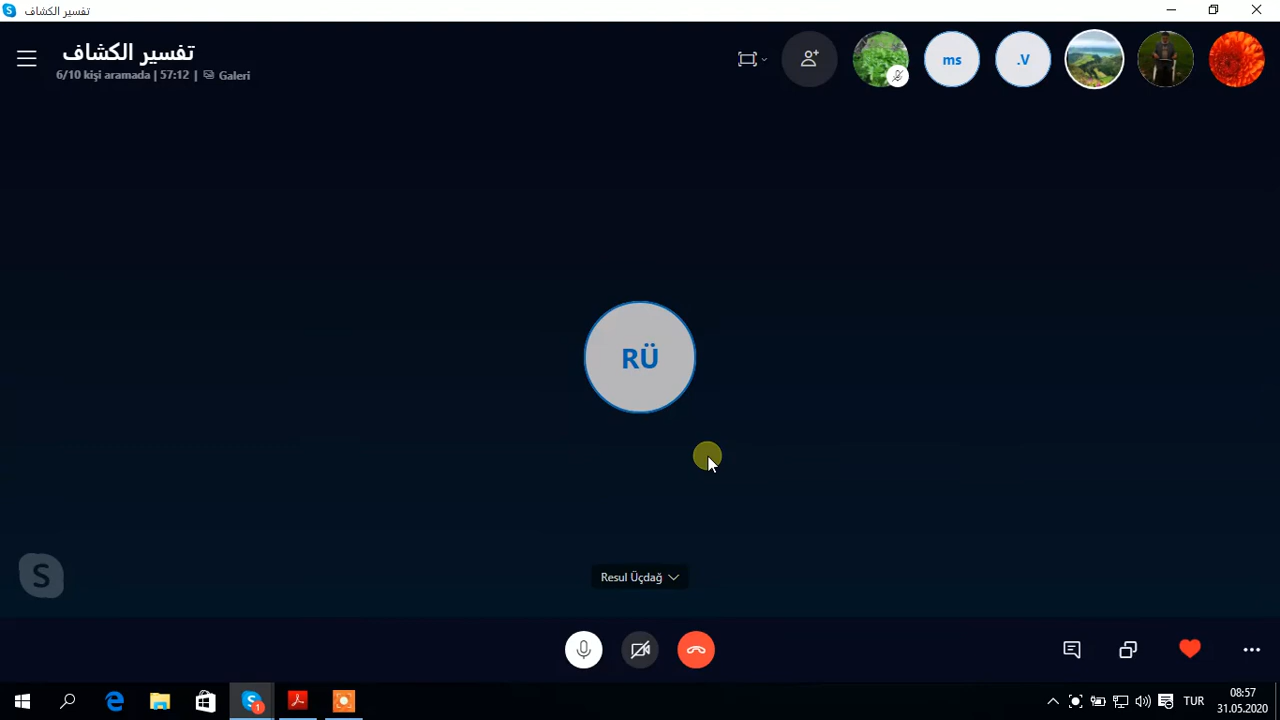 تفسير الكشاف
تفسير الكشاف
6/10 kişi aramada | 57:12 | Galeri
ms
.V
RÜ
Resul Üçdağ
S
1
TUR
08:57
31.05.2020